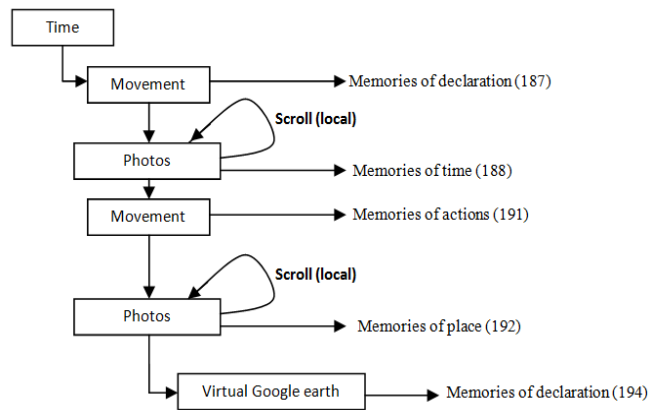 Time
Movement
Memories of declaration (187)
Scroll (local)
Photos
Memories of time (188)
Movement
Memories of actions (191)
Scroll (local)
Photos
Memories of place (192)
Virtual Google earth
Memories of declaration (194)